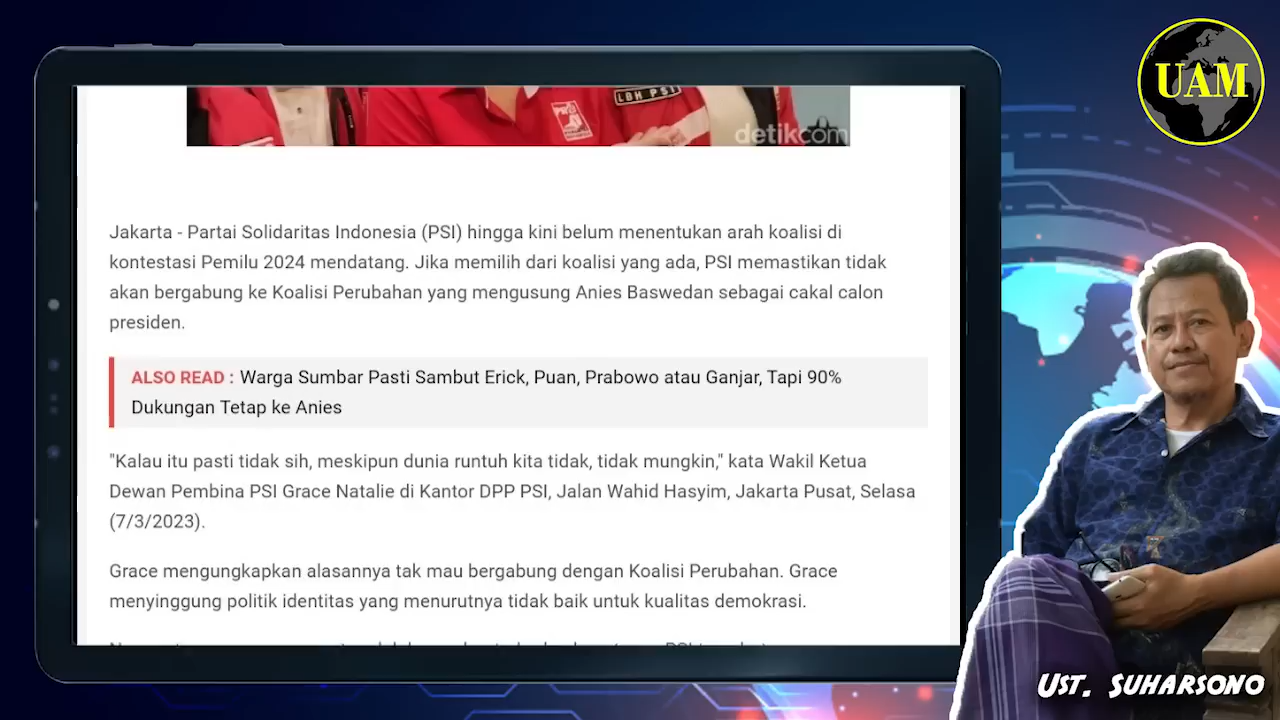 UAM
LBH PSI
PSI
detikcom
Jakarta - Partai Solidaritas Indonesia (PSI) hingga kini belum menentukan arah koalisi di
kontestasi Pemilu 2024 mendatang. Jika memilih dari koalisi yang ada, PSI memastikan tidak
akan bergabung ke Koalisi Perubahan yang mengusung Anies Baswedan sebagai cakal calon
presiden.
ALSO READ : Warga Sumbar Pasti Sambut Erick, Puan, Prabowo atau Ganjar, Tapi 90%
Dukungan Tetap ke Anies
"Kalau itu pasti tidak sih, meskipun dunia runtuh kita tidak, tidak mungkin," kata Wakil Ketua
Dewan Pembina PSI Grace Natalie di Kantor DPP PSI, Jalan Wahid Hasyim, Jakarta Pusat, Selasa
(7/3/2023).
Grace mengungkapkan alasannya tak mau bergabung dengan Koalisi Perubahan. Grace
menyinggung politik identitas yang menurutnya tidak baik untuk kualitas demokrasi.
UST. SUHARSONO